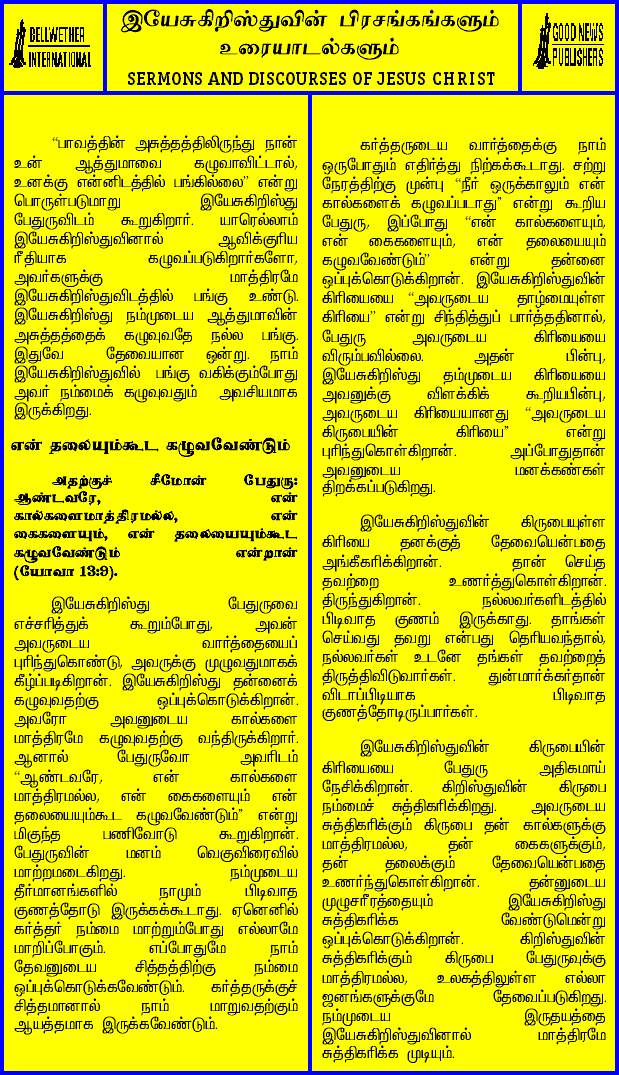 BELLWETHER
INTERNATIONAL
இயேசுகிறிஸ்துவின் பிரசங்கங்களும்
உரையாடல்களும்
SERMONS AND DISCOURSES OF JESUS CHRIST
GOOD NEWS
PUBLISHERS
"பாவத்தின் அசுத்தத்திலிருந்து நான்
உன் ஆத்துமாவை கழுவாவிட்டால்,
உனக்கு என்னிடத்தில் பங்கில்லை" என்று
பொருள்படுமாறு இயேசுகிறிஸ்து
பேதுருவிடம் கூறுகிறார். யாரெல்லாம்
இயேசுகிறிஸ்துவினால் ஆவிக்குரிய
ரீதியாக கழுவப்படுகிறார்களோ,
அவர்களுக்கு மாத்திரமே
இயேசுகிறிஸ்துவிடத்தில் பங்கு உண்டு.
இயேசுகிறிஸ்து நம்முடைய ஆத்துமாவின்
அசுத்தத்தைக் கழுவுவதே நல்ல பங்கு.
இதுவே தேவையான ஒன்று. நாம்
இயேசுகிறிஸ்துவில் பங்கு வகிக்கும்போது
அவர் நம்மைக் கழுவுவதும் அவசியமாக
இருக்கிறது.
என் தலையும்கூட கழுவவேண்டும்
அதற்குச் சீமோன் பேதுரு:
ஆண்டவரே, என்
கால்களைமாத்திரமல்ல, என்
கைகளையும், என் தலையையும்கூட
கழுவவேண்டும் என்றான்
(யோவா 13:9).
இயேசுகிறிஸ்து பேதுருவை
எச்சரித்துக் கூறும்போது, அவன்
அவருடைய வார்த்தையைப்
புரிந்துகொண்டு, அவருக்கு முழுவதுமாகக்
கீழ்ப்படிகிறான். இயேசுகிறிஸ்து தன்னைக்
கழுவுவதற்கு ஒப்புக்கொடுக்கிறான்.
அவரோ அவனுடைய கால்களை
மாத்திரமே கழுவுவதற்கு வந்திருக்கிறார்.
ஆனால் பேதுருவோ அவரிடம்
"ஆண்டவரே, என் கால்களை
மாத்திரமல்ல, என் கைகளையும் என்
தலையையும்கூட கழுவவேண்டும்" என்று
மிகுந்த பணிவோடு கூறுகிறான்.
பேதுருவின் மனம் வெகுவிரைவில்
மாற்றமடைகிறது. நம்முடைய
தீர்மானங்களில் நாமும் பிடிவாத
குணத்தோடு இருக்கக்கூடாது. ஏனெனில்
கர்த்தர் நம்மை மாற்றும்போது எல்லாமே
மாறிப்போகும். எப்போதுமே நாம்
தேவனுடைய சித்தத்திற்கு நம்மை
ஒப்புக்கொடுக்கவேண்டும். கர்த்தருக்குச்
சித்தமானால் நாம் மாறுவதற்கும்
ஆயத்தமாக இருக்கவேண்டும்.
கர்த்தருடைய வார்த்தைக்கு நாம்
ஒருபோதும் எதிர்த்து நிற்கக்கூடாது. சற்று
நேரத்திற்கு முன்பு "நீர் ஒருக்காலும் என்
கால்களைக் கழுவப்படாது" என்று கூறிய
பேதுரு, இப்போது "என் கால்களையும்,
என் கைகளையும், என் தலையையும்
கழுவவேண்டும்" என்று தன்னை
ஒப்புக்கொடுக்கிறான். இயேசுகிறிஸ்துவின்
கிரியையை "அவருடைய தாழ்மையுள்ள
கிரியை" என்று சிந்தித்துப் பார்த்ததினால்,
பேதுரு அவருடைய கிரியையை
விரும்பவில்லை. அதன் பின்பு,
இயேசுகிறிஸ்து தம்முடைய கிரியையை
அவனுக்கு விளக்கிக் கூறியபின்பு,
அவருடைய கிரியையானது "அவருடைய
கிருபையின் கிரியை" என்று
புரிந்துகொள்கிறான். அப்போதுதான்
அவனுடைய மனக்கண்கள்
திறக்கப்படுகிறது.
இயேசுகிறிஸ்துவின் கிருபையுள்ள
கிரியை தனக்குத் தேவையென்பதை
அங்கீகரிக்கிறான். தான் செய்த
தவற்றை உணர்த்துகொள்கிறான்.
திருந்துகிறான். நல்லவர்களிடத்தில்
பிடிவாத குணம் இருக்காது. தாங்கள்
செய்வது தவறு என்பது தெரியவந்தால்,
நல்லவர்கள் உடனே தங்கள் தவற்றைத்
திருத்திவிடுவார்கள். துன்மார்க்கர்தான்
விடாப்பிடியாக பிடிவாத
குணத்தோடிருப்பார்கள்.
இயேசுகிறிஸ்துவின் கிருபையின்
கிரியையை பேதுரு அதிகமாய்
நேசிக்கிறான். கிறிஸ்துவின் கிருபை
நம்மைச் சுத்திகரிக்கிறது. அவருடைய
சுத்திகரிக்கும் கிருபை தன் கால்களுக்கு
மாத்திரமல்ல, தன் கைகளுக்கும்,
தன் தலைக்கும் தேவையென்பதை
உணர்ந்துகொள்கிறான். தன்னுடைய
முழுசரீரத்தையும் இயேசுகிறிஸ்து
சுத்திகரிக்க வேண்டுமென்று
ஒப்புக்கொடுக்கிறான். கிறிஸ்துவின்
சுத்திகரிக்கும் கிருபை பேதுருவுக்கு
மாத்திரமல்ல, உலகத்திலுள்ள எல்லா
ஜனங்களுக்குமே தேவைப்படுகிறது.
நம்முடைய இருதயத்தை
இயேசுகிறிஸ்துவினால் மாத்திரமே
சுத்திகரிக்க முடியும்.